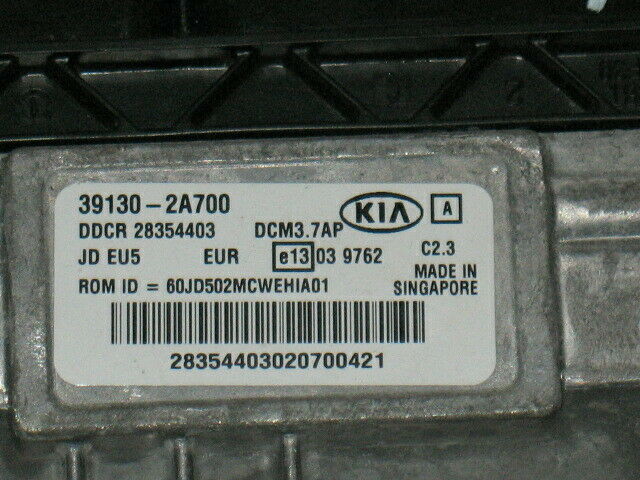 39130-2A700 KIA A
DDCR 28354403 DCM3.7AP
JD EU5 EUR e13 03 9762 C2.3
ROM ID = 60JD502MCWEHIA01 MADE IN
SINGAPORE
28354403020700421